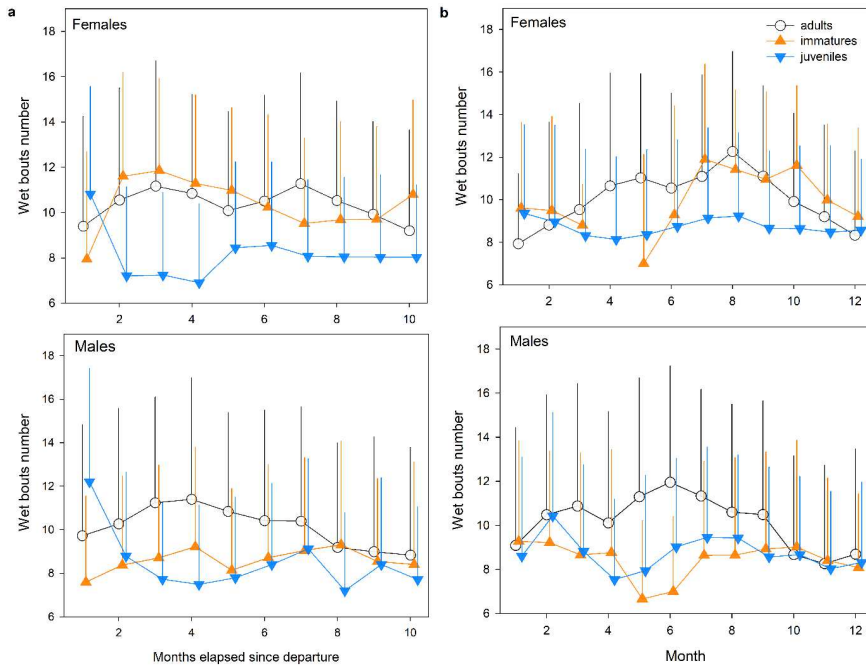 a
Females
18
16
14
12
10
8
6
Wet bouts number
2 4 6 8 10
Males
18
16
14
12
10
8
6
Wet bouts number
2 4 6 8 10
Months elapsed since departure
b
Females
adults
immatures
juveniles
18
16
14
12
10
8
6
Wet bouts number
2 4 6 8 10 12
Males
18
16
14
12
10
8
6
Wet bouts number
2 4 6 8 10 12
Month